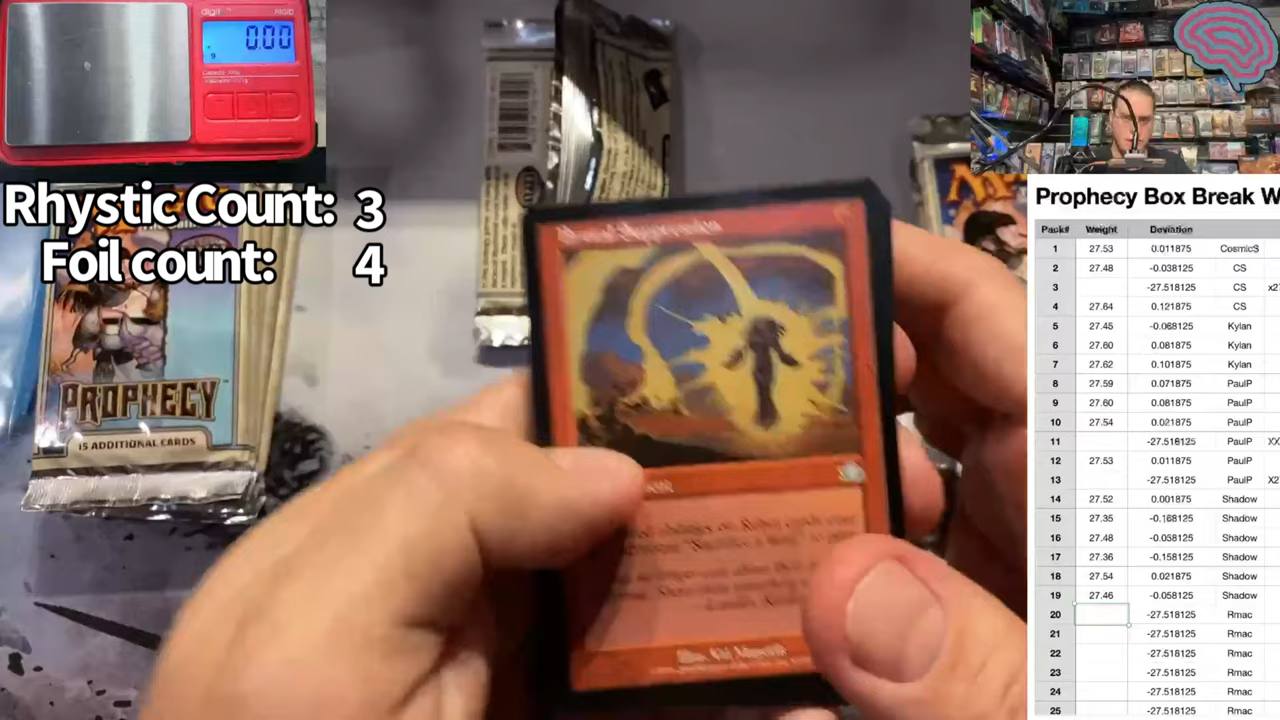 digit
0.00
Rhystic Count: 3
Foil count: 4
PROPHECY
15 ADDITIONAL CARDS
Prophecy Box Break W
Pack# Weight Deviation
1 27.53 0.011875 CosmicS
2 27.48 -0.038125 CS
3 -27.518125 CS x2
4 27.64 0.121875 CS
5 27.45 -0.068125 Kylan
6 27.60 0.081875 Kylan
7 27.62 0.101875 Kylan
8 27.59 0.071875 PaulP
9 27.60 0.081875 PaulP
10 27.54 0.021875 PaulP
11 -27.518125 PaulP XX
12 27.53 0.011875 PaulP
13 -27.518125 PaulP X2
14 27.52 0.001875 Shadow
15 27.35 -0.168125 Shadow
16 27.48 -0.058125 Shadow
17 27.36 -0.158125 Shadow
18 27.54 0.021875 Shadow
19 27.46 -0.058125 Shadow
20 -27.518125 Rmac
21 -27.518125 Rmac
22 -27.518125 Rmac
23 -27.518125 Rmac
24 -27.518125 Rmac
25 -27.518125 Rmac